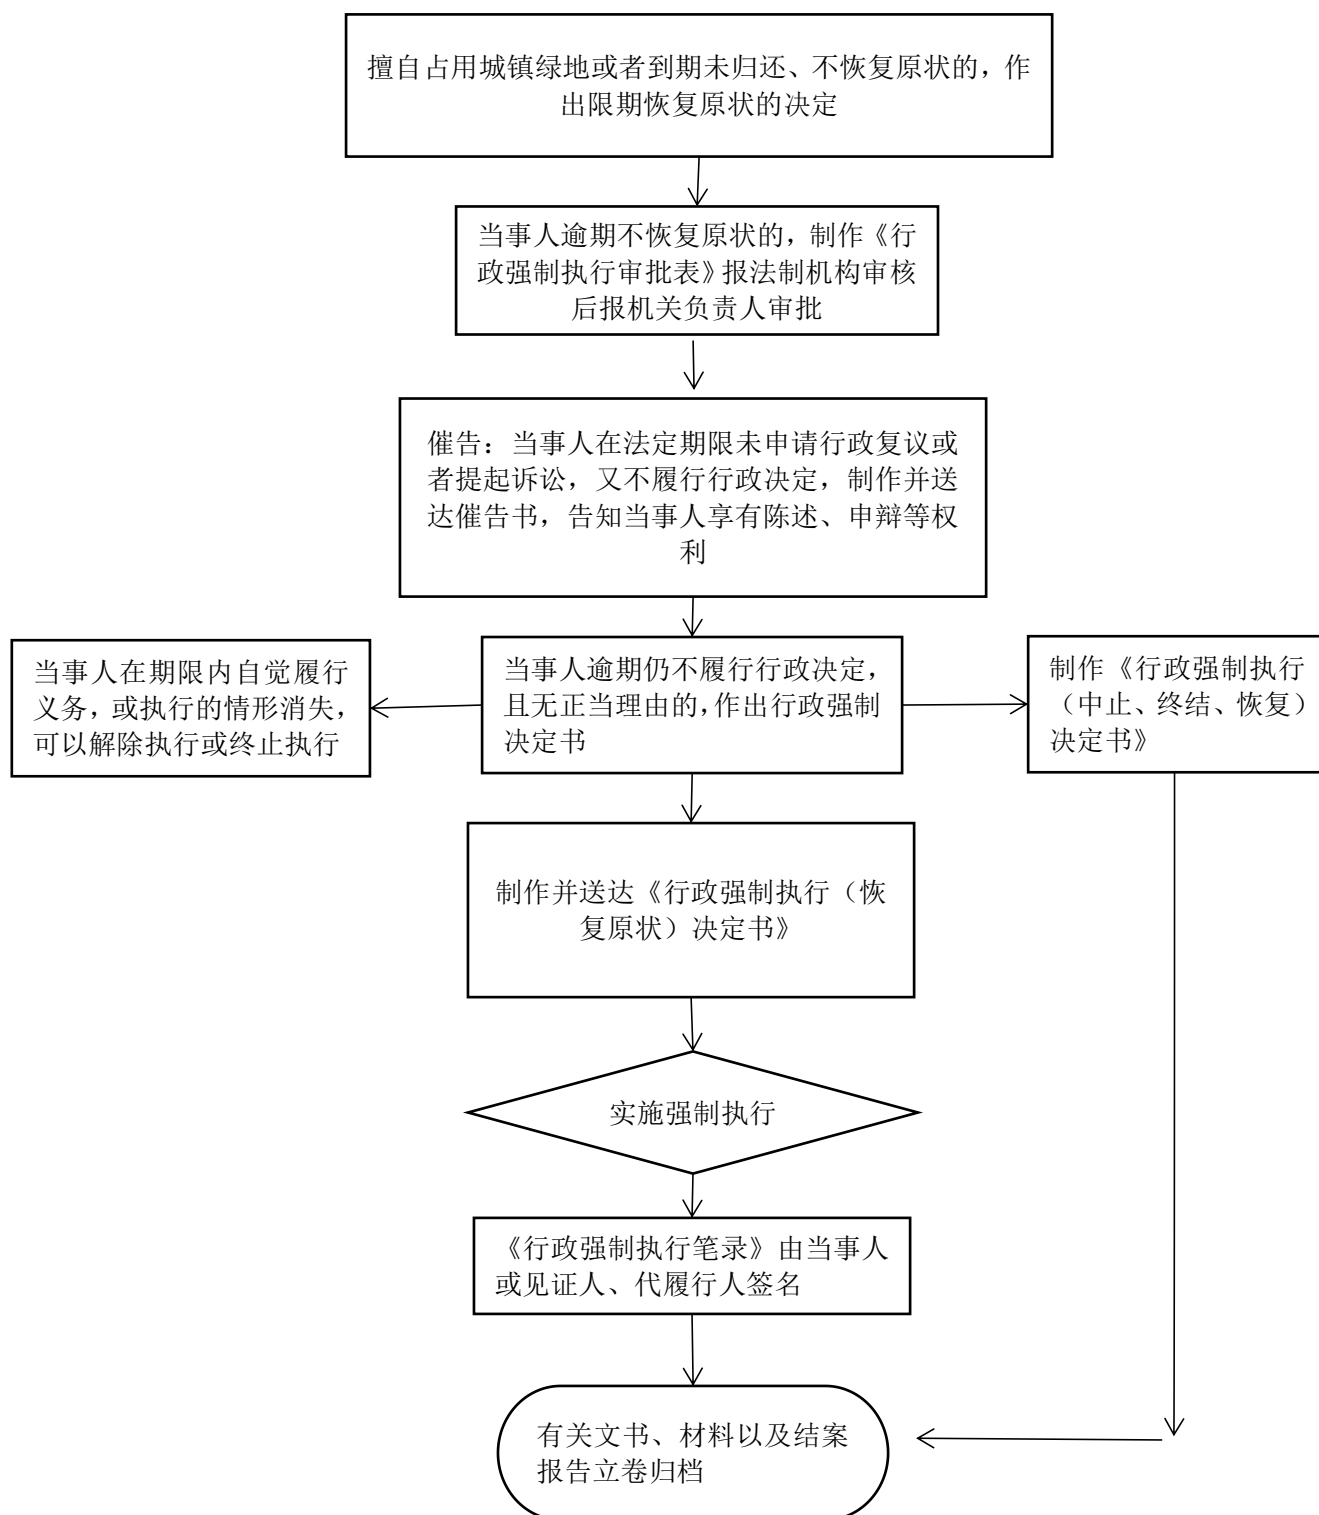 擅自占用城镇绿地或者到期未归还、不恢复原状的，作
出限期恢复原状的决定
当事人逾期不恢复原状的，制作《行
政强制执行审批表》报法制机构审核
后报机关负责人审批
催告：当事人在法定期限未申请行政复议或
者提起诉讼，又不履行行政决定，制作并送
达催告书，告知当事人享有陈述、申辩等权
利
当事人在期限内自觉履行
义务，或执行的情形消失，
可以解除执行或终止执行
当事人逾期仍不履行行政决定，
且无正当理由的，作出行政强制
决定书
制作《行政强制执行
（中止、终结、恢复）
决定书》
制作并送达《行政强制执行（恢
复原状）决定书》
实施强制执行
《行政强制执行笔录》由当事人
或见证人、代履行人签名
有关文书、材料以及结案
报告立卷归档